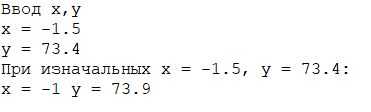 Ввод x,y
x = -1.5
y = 73.4
При изначальных x = -1.5, y = 73.4:
x = -1 y = 73.9